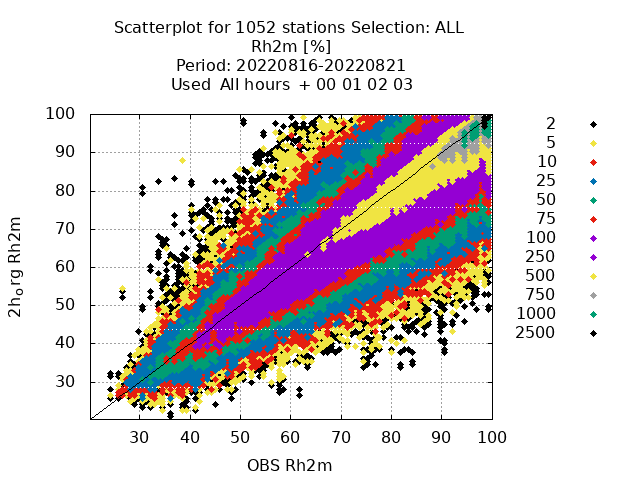 Scatterplot for 1052 stations Selection: ALL
Rh2m [%]
Period: 20220816-20220821
Used  All hours  + 00 01 02 03
100
90
80
70
60
50
40
30
2h_org Rh2m
30 40 50 60 70 80 90 100
OBS Rh2m
2
5
10
25
50
75
100
250
500
750
1000
2500